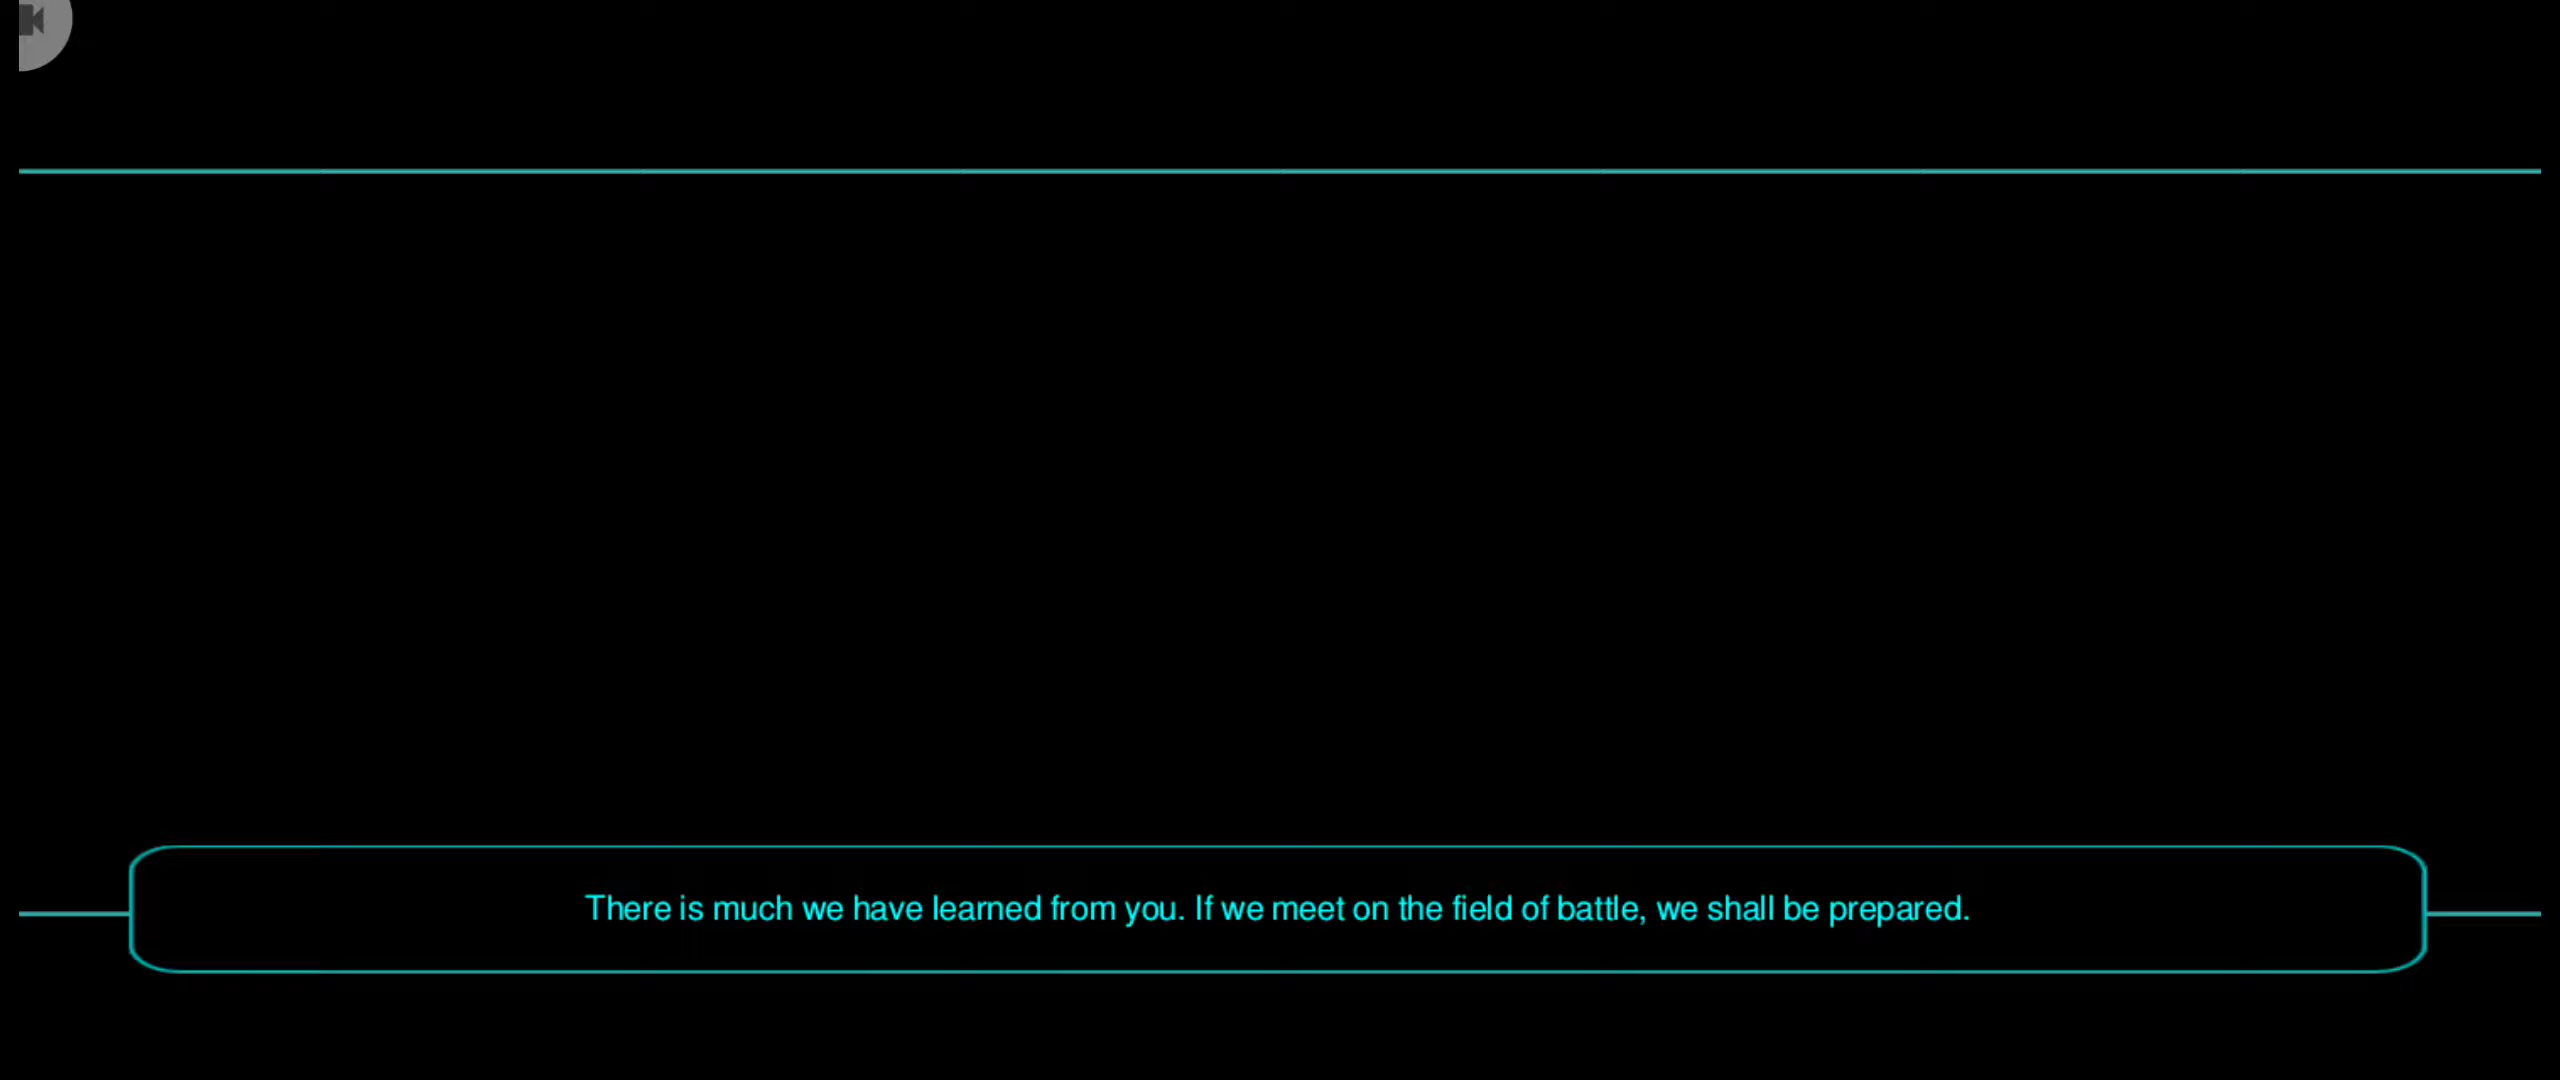 There is much we have learned from you. If we meet on the field of battle, we shall be prepared.